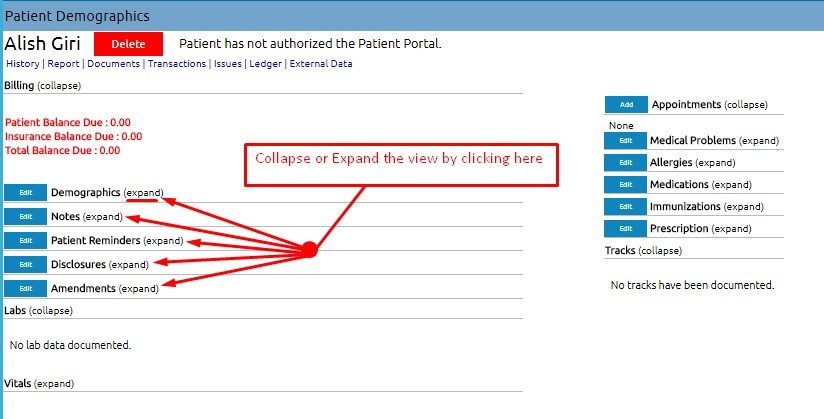 Patient Demographics
Alish Giri Delete Patient has not authorized the Patient Portal.
History | Report | Documents | Transactions | Issues | Ledger | External Data
Billing (collapse)
Patient Balance Due : 0.00
Insurance Balance Due : 0.00
Total Balance Due : 0.00
Collapse or Expand the view by clicking here
Edit Demographics (expand)
Edit Notes (expand)
Edit Patient Reminders (expand)
Edit Disclosures (expand)
Edit Amendments (expand)
Labs (collapse)
No lab data documented.
Vitals (expand)
Add Appointments (collapse)
None
Edit Medical Problems (expand)
Edit Allergies (expand)
Edit Medications (expand)
Edit Immunizations (expand)
Edit Prescription (expand)
Tracks (collapse)
No tracks have been documented.